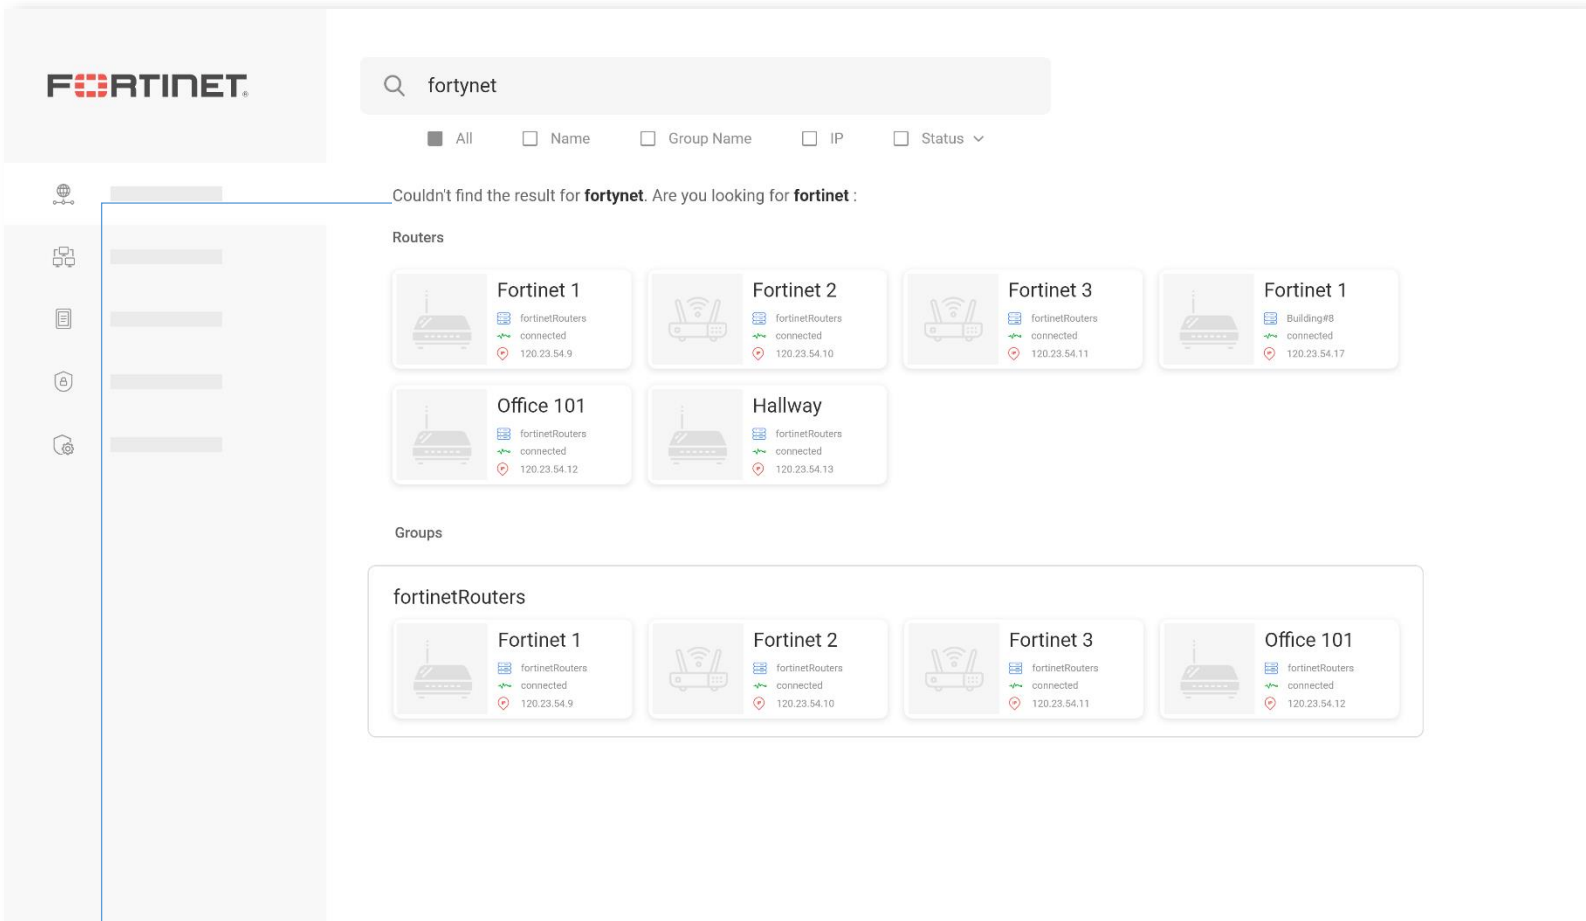 FORTINET
fortynet
All Name Group Name IP Status
Couldn't find the result for fortynet. Are you looking for fortinet :
Routers
Fortinet 1
fortinetRouters
connected
120.23.54.9
Fortinet 2
fortinetRouters
connected
120.23.54.10
Fortinet 3
fortinetRouters
connected
120.23.54.11
Fortinet 1
Building#8
connected
120.23.54.17
Office 101
fortinetRouters
connected
120.23.54.12
Hallway
fortinetRouters
connected
120.23.54.13
Groups
fortinetRouters
Fortinet 1
fortinetRouters
connected
120.23.54.9
Fortinet 2
fortinetRouters
connected
120.23.54.10
Fortinet 3
fortinetRouters
connected
120.23.54.11
Office 101
fortinetRouters
connected
120.23.54.12